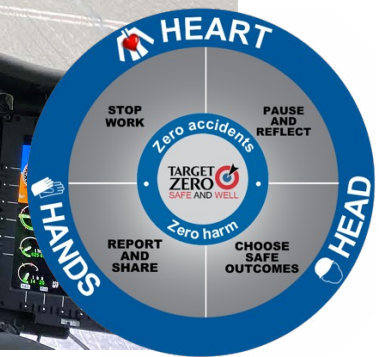 HEART
STOP
WORK
PAUSE
AND
REFLECT
Zero accidents
TARGET
ZERO
SAFE AND WELL
Zero harm
HANDS
HEAD
REPORT
AND
SHARE
CHOOSE
SAFE
OUTCOMES